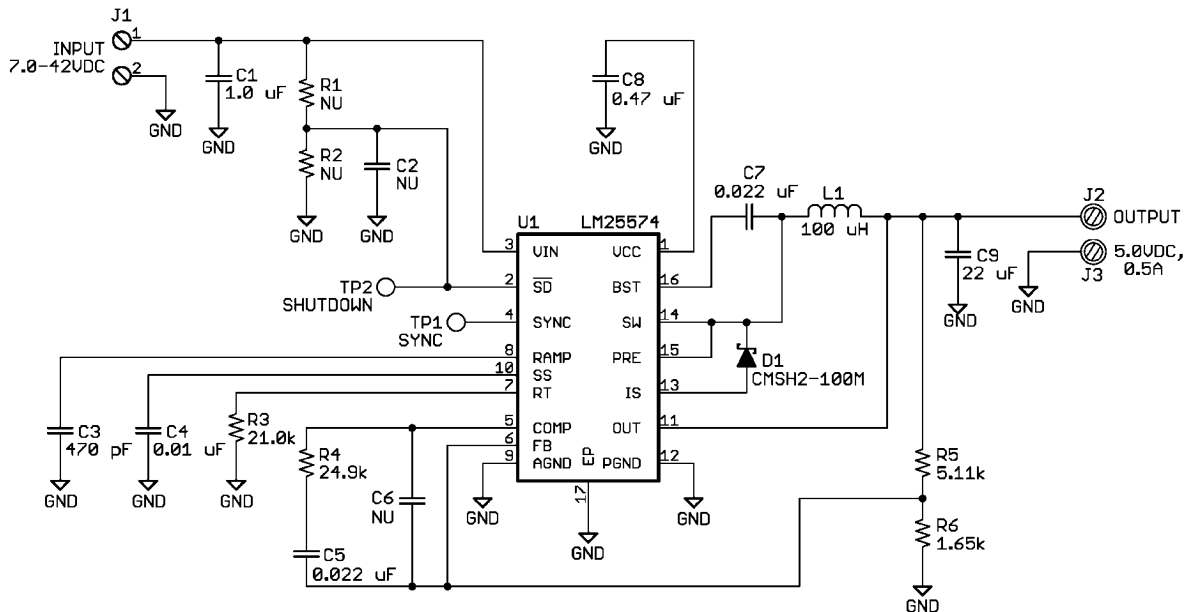 J1
1
INPUT
7.0-42VDC
2
GND
C1
1.0 uF
GND
R1
NU
R2
NU
GND
C2
NU
GND
C8
0.47 uF
GND
C7
0.022 uF
L1
100 uH
J2
OUTPUT
J3
5.0VDC,
0.5A
GND
C9
22 uF
GND
U1
LM25574
3
VIN
VCC
1
2
SD
BST
16
4
SYNC
SW
14
8
RAMP
PRE
15
10
SS
7
RT
IS
13
5
COMP
OUT
11
6
FB
9
AGND
EP
PGND
12
17
GND
GND
GND
TP2
SHUTDOWN
TP1
SYNC
D1
CMSH2-100M
C3
470 pF
GND
C4
0.01 uF
GND
R3
21.0k
GND
R4
24.9k
C6
NU
C5
0.022 uF
R5
5.11k
R6
1.65k
GND